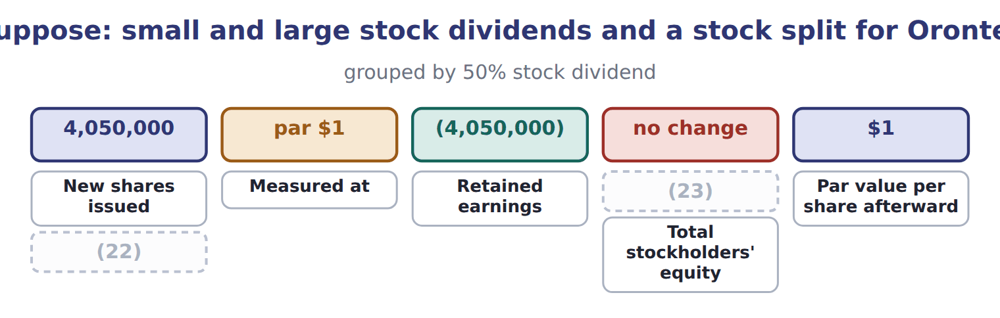 uppose: small and large stock dividends and a stock split for Oronte
grouped by 50% stock dividend
4,050,000
New shares
issued
(22)
par $1
Measured at
(4,050,000)
Retained
earnings
no change
(23)
Total
stockholders'
equity
$1
Par value per
share afterward